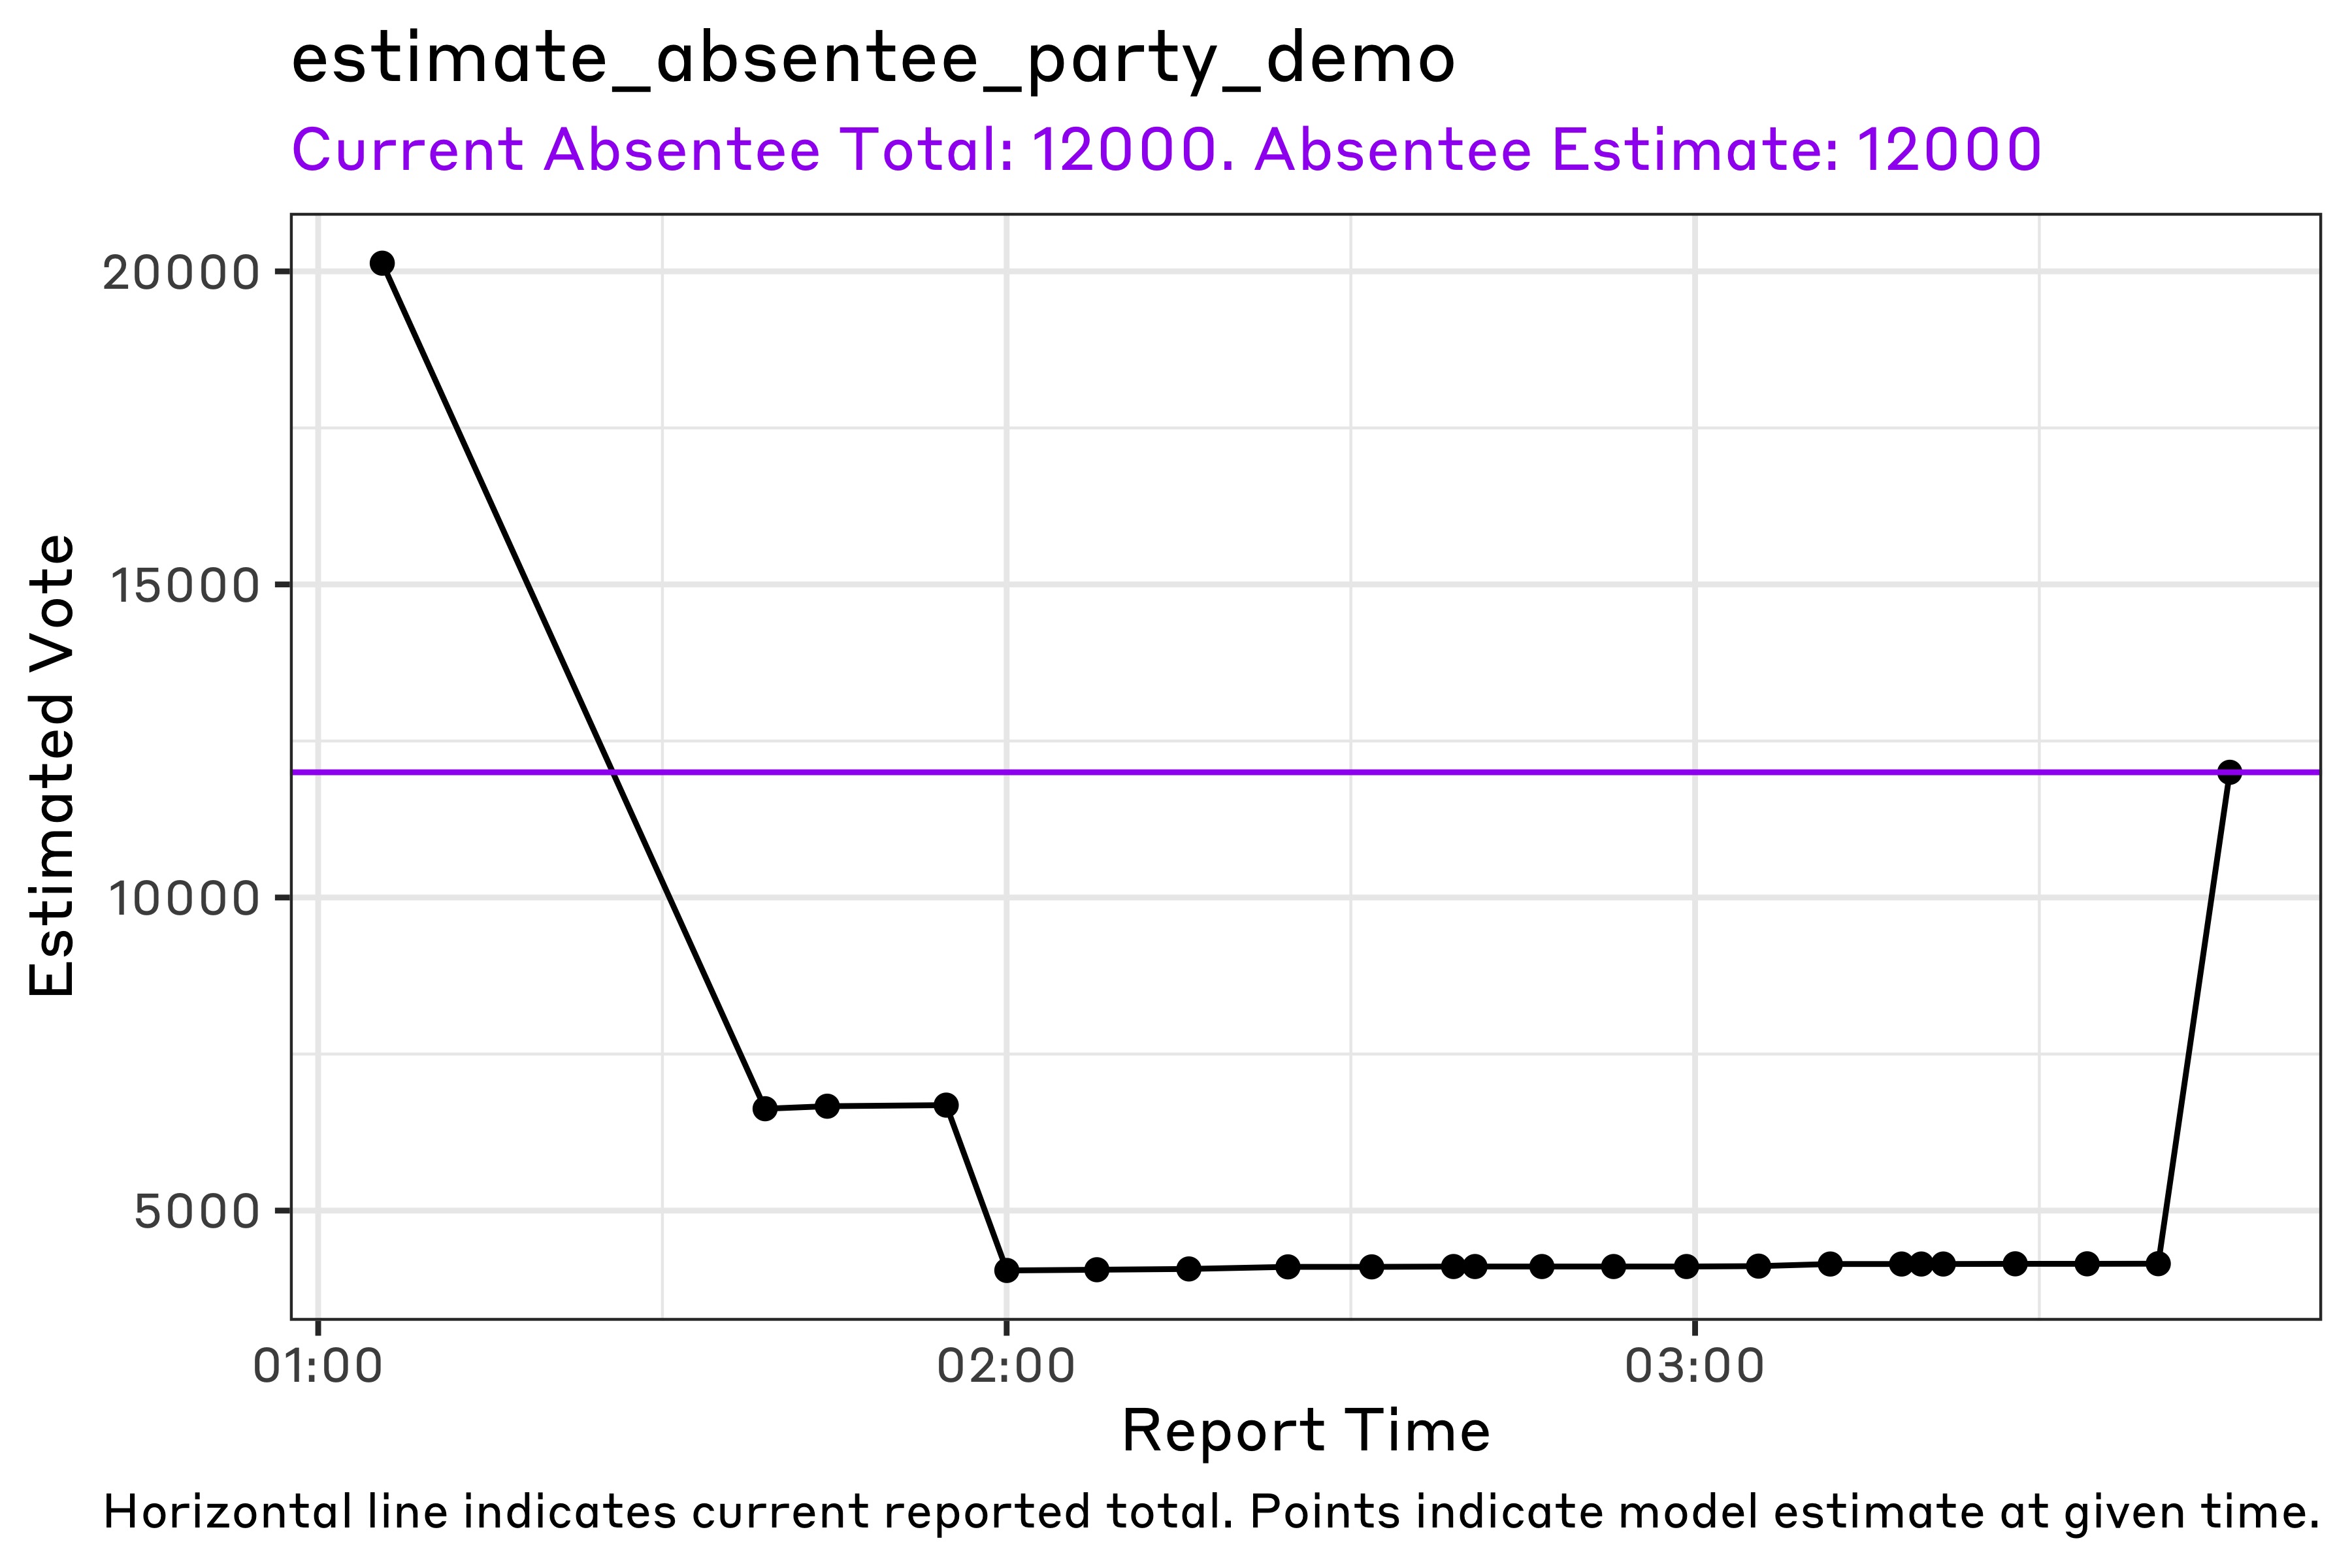 estimate_absentee_party_demo
Current Absentee Total: 12000. Absentee Estimate: 12000
Estimated Vote
20000
15000
10000
5000
01:00 02:00 03:00
Report Time
Horizontal line indicates current reported total. Points indicate model estimate at given time.